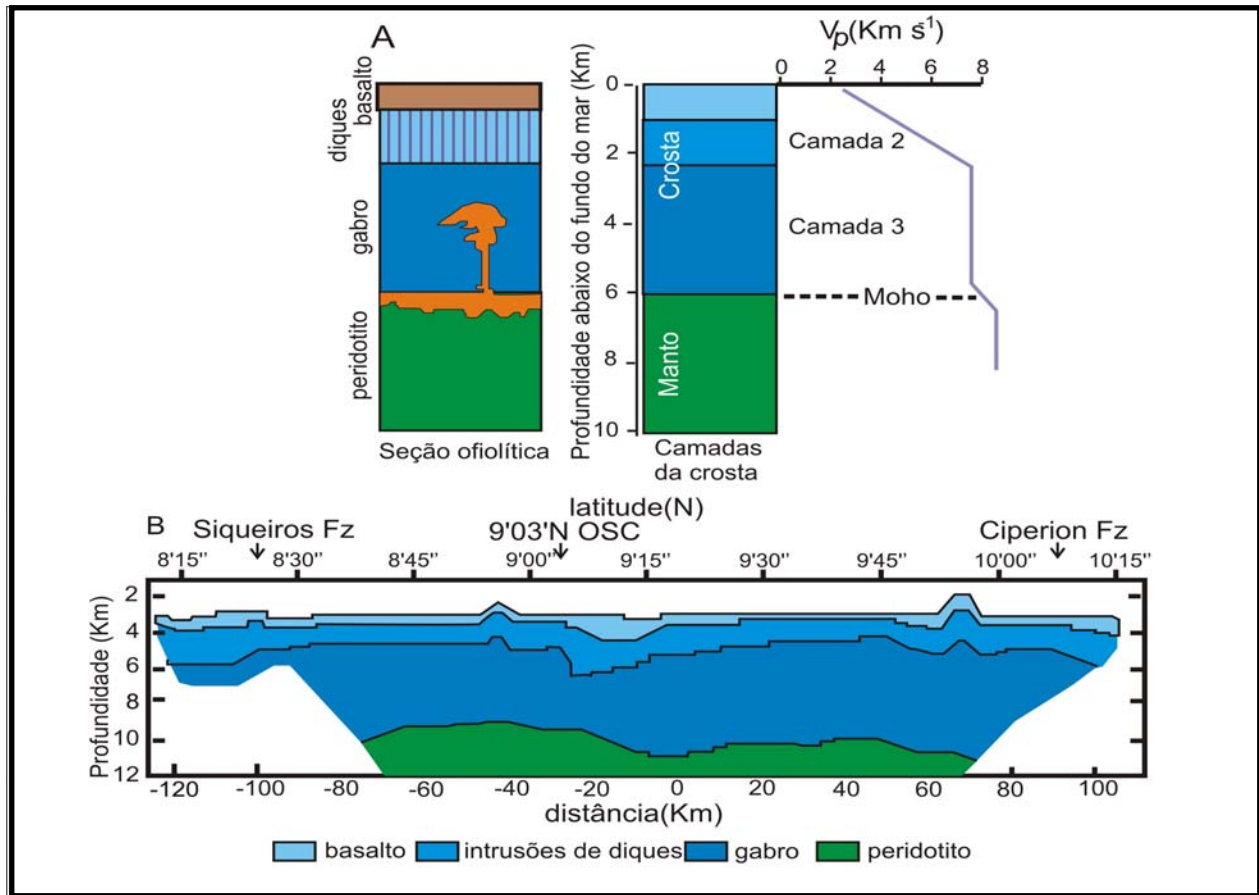 A
basalto
diques
gabro
peridotito
Seção ofiolítica
Profundidade abaixo do fundo do mar (Km)
0
2
4
6
8
10
Crosta
Manto
Camadas
da crosta
Vp(Km s⁻¹)
0 2 4 6 8
Camada 2
Camada 3
Moho
B
latitude(N)
Siqueiros Fz 9'03'N OSC Ciperion Fz
8'15'' 8'30'' 8'45'' 9'00'' 9'15'' 9'30'' 9'45'' 10'00'' 10'15''
Profundidade (Km)
2
4
6
8
10
12
-120 -100 -80 -60 -40 -20 0 20 40 60 80 100
distância(Km)
basalto intrusões de diques gabro peridotito